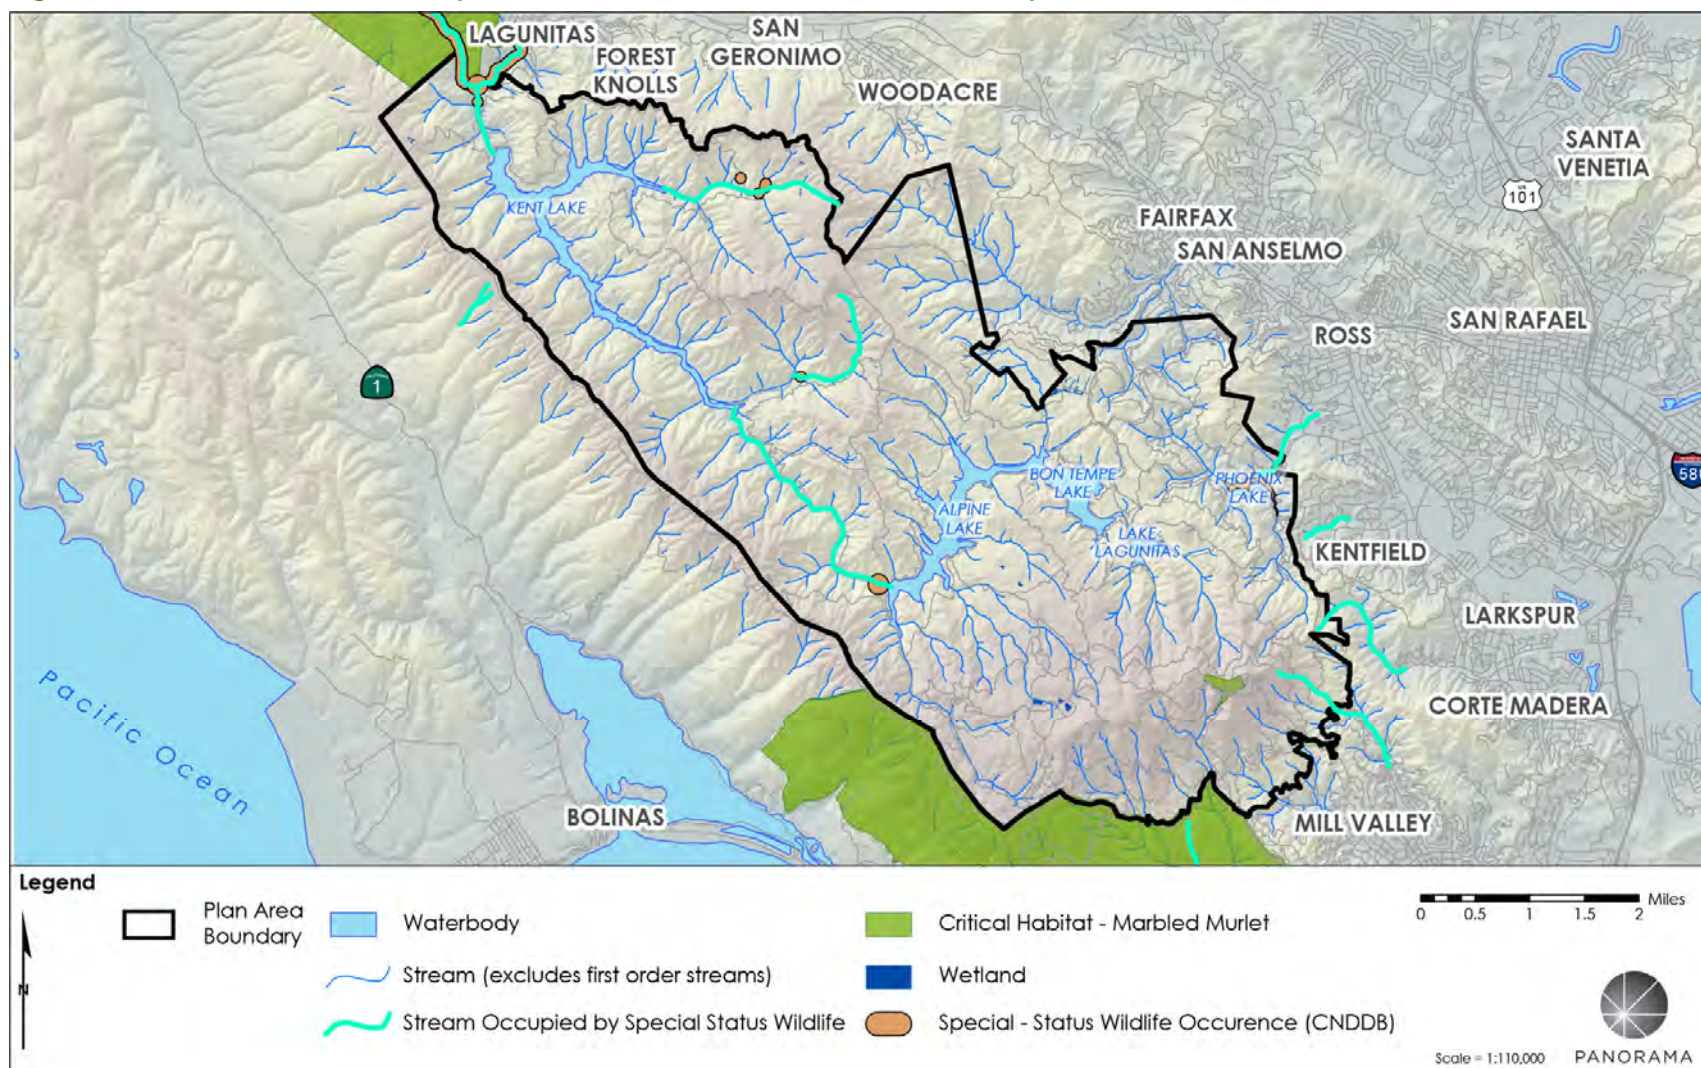 LAGUNITAS
SAN
GERONIMO
FOREST
KNOLLS
WOODACRE
SANTA
VENETIA
US
101
KENT LAKE
FAIRFAX
SAN ANSELMO
SAN RAFAEL
ROSS
CALIFORNIA
1
BON TEMPE
LAKE
PHOENIX
LAKE
580
ALPINE
LAKE
LAKE
LAGUNITAS
KENTFIELD
LARKSPUR
CORTE MADERA
Pacific Ocean
BOLINAS
MILL VALLEY
Legend
Plan Area
Boundary
Waterbody
Stream (excludes first order streams)
Stream Occupied by Special Status Wildlife
Critical Habitat - Marbled Murlet
Wetland
Special - Status Wildlife Occurence (CNDDB)
0 0.5 1 1.5 2 Miles
N
Scale = 1:110,000
PANORAMA